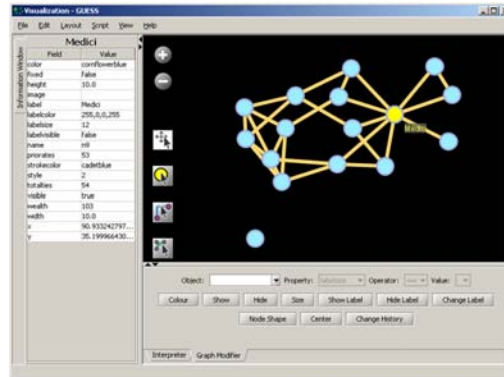 Visualization - GUESS
File Edit Layout Script View Help
Information Window
Medici
Field Value
color cornflowerblue
fixed false
height 10.0
image
label Medici
labelcolor 255,0,0,255
labelsize 12
labelvisible false
name n9
priorates 53
strokecolor cadetblue
style 2
totalties 54
visible true
wealth 103
width 10.0
x 90.933242797...
y 35.199966430...
Medici
Object: Property: Operator: Value:
Colour Show Hide Size Show Label Hide Label Change Label
Node Shape Center Change History
Interpreter Graph Modifier